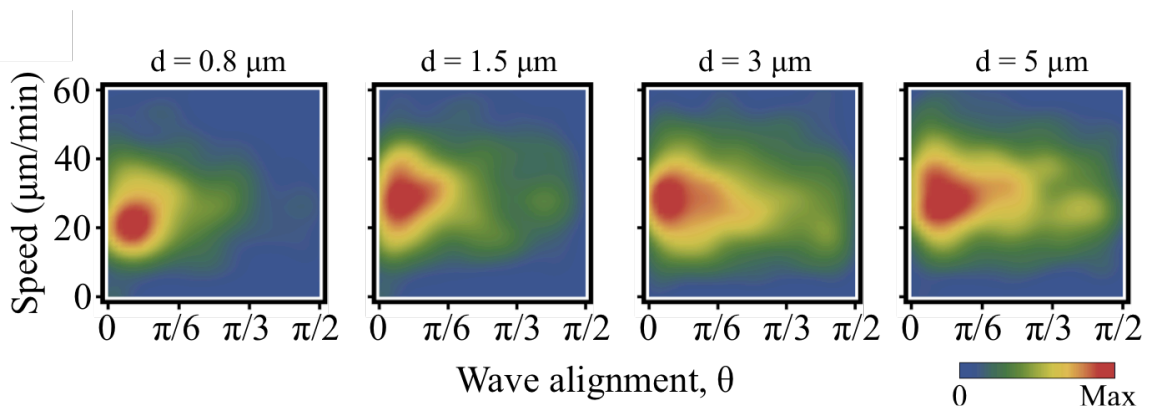 d = 0.8 μm d = 1.5 μm d = 3 μm d = 5 μm
Speed (μm/min)
60
40
20
0
0 π/6 π/3 π/2 0 π/6 π/3 π/2 0 π/6 π/3 π/2 0 π/6 π/3 π/2
Wave alignment, θ
0 Max